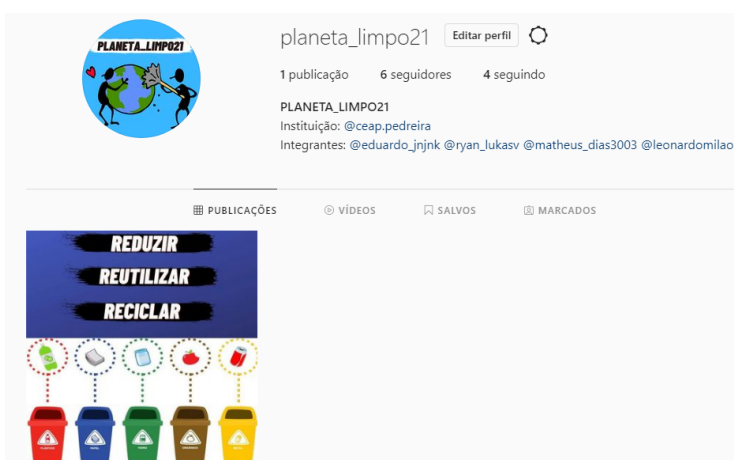 PLANETA_LIMPO21
planeta_limpo21 Editar perfil
1 publicação 6 seguidores 4 seguindo
PLANETA_LIMPO21
Instituição: @ceap.pedreira
Integrantes: @eduardo_jnjnk @ryan_lukasv @matheus_dias3003 @leonardomilao
PUBLICAÇÕES VÍDEOS SALVOS MARCADOS
REDUZIR
REUTILIZAR
RECICLAR